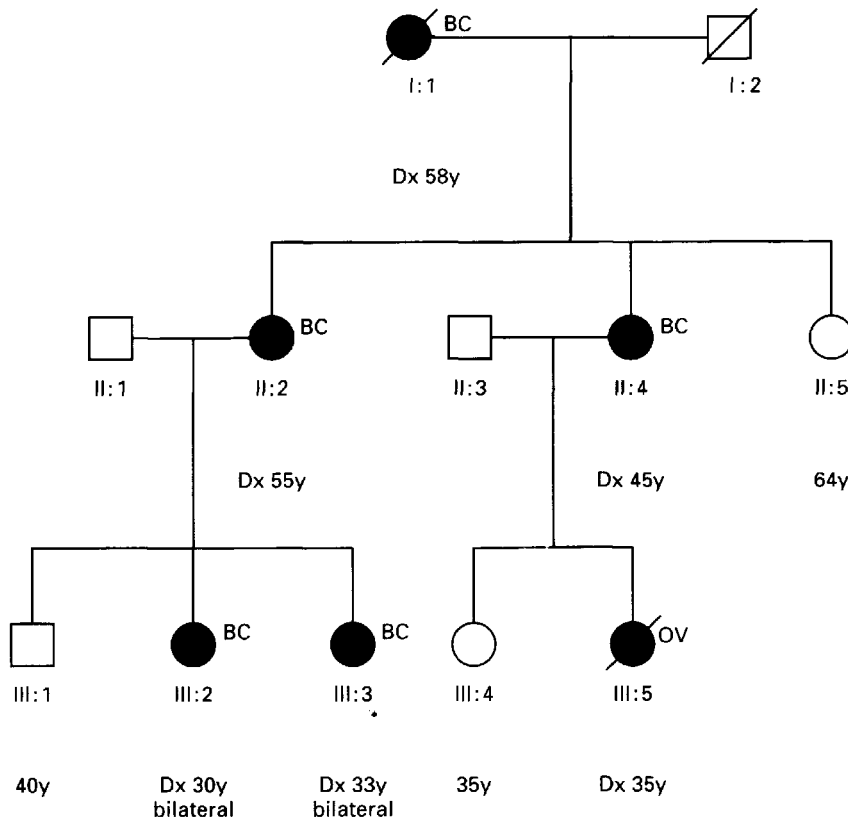 BC
I:1
I:2
Dx 58y
BC
BC
II:1
II:2
II:3
II:4
II:5
Dx 55y
Dx 45y
64y
BC
BC
OV
III:1
III:2
III:3
III:4
III:5
40y
Dx 30y
bilateral
Dx 33y
bilateral
35y
Dx 35y